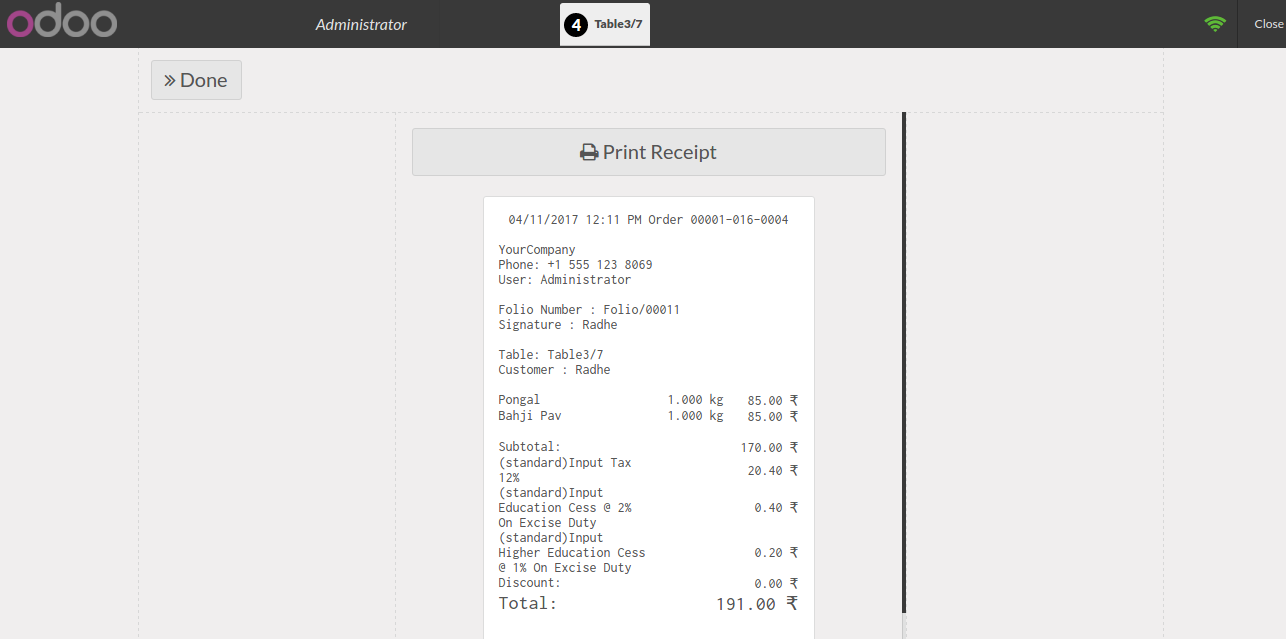 odoo
Administrator
4 Table3/7
Close
Done
Print Receipt
04/11/2017 12:11 PM Order 00001-016-0004
YourCompany
Phone: +1 555 123 8069
User: Administrator
Folio Number : Folio/00011
Signature : Radhe
Table: Table3/7
Customer : Radhe
Pongal 1.000 kg 85.00 ₹
Bahji Pav 1.000 kg 85.00 ₹
Subtotal: 170.00 ₹
(standard)Input Tax
12% 20.40 ₹
(standard)Input
Education Cess @ 2% 0.40 ₹
On Excise Duty
(standard)Input
Higher Education Cess 0.20 ₹
@ 1% On Excise Duty
Discount: 0.00 ₹
Total: 191.00 ₹